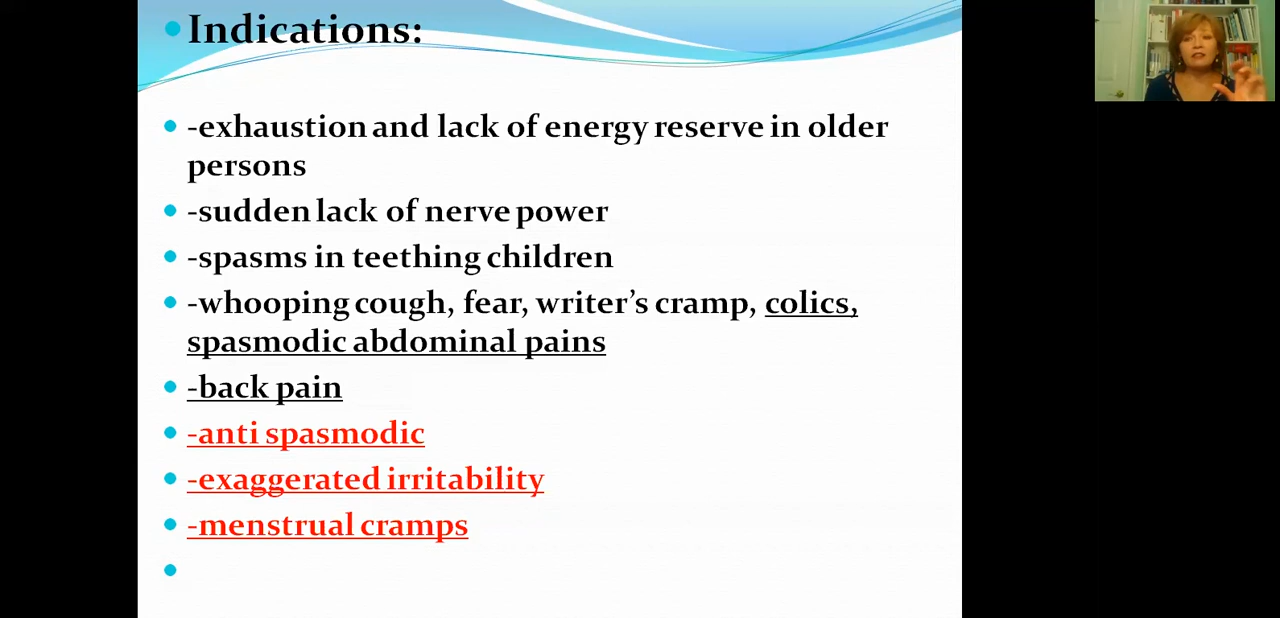 Indications:
-exhaustion and lack of energy reserve in older
persons
-sudden lack of nerve power
-spasms in teething children
-whooping cough, fear, writer’s cramp, colics,
spasmodic abdominal pains
-back pain
-anti spasmodic
-exaggerated irritability
-menstrual cramps